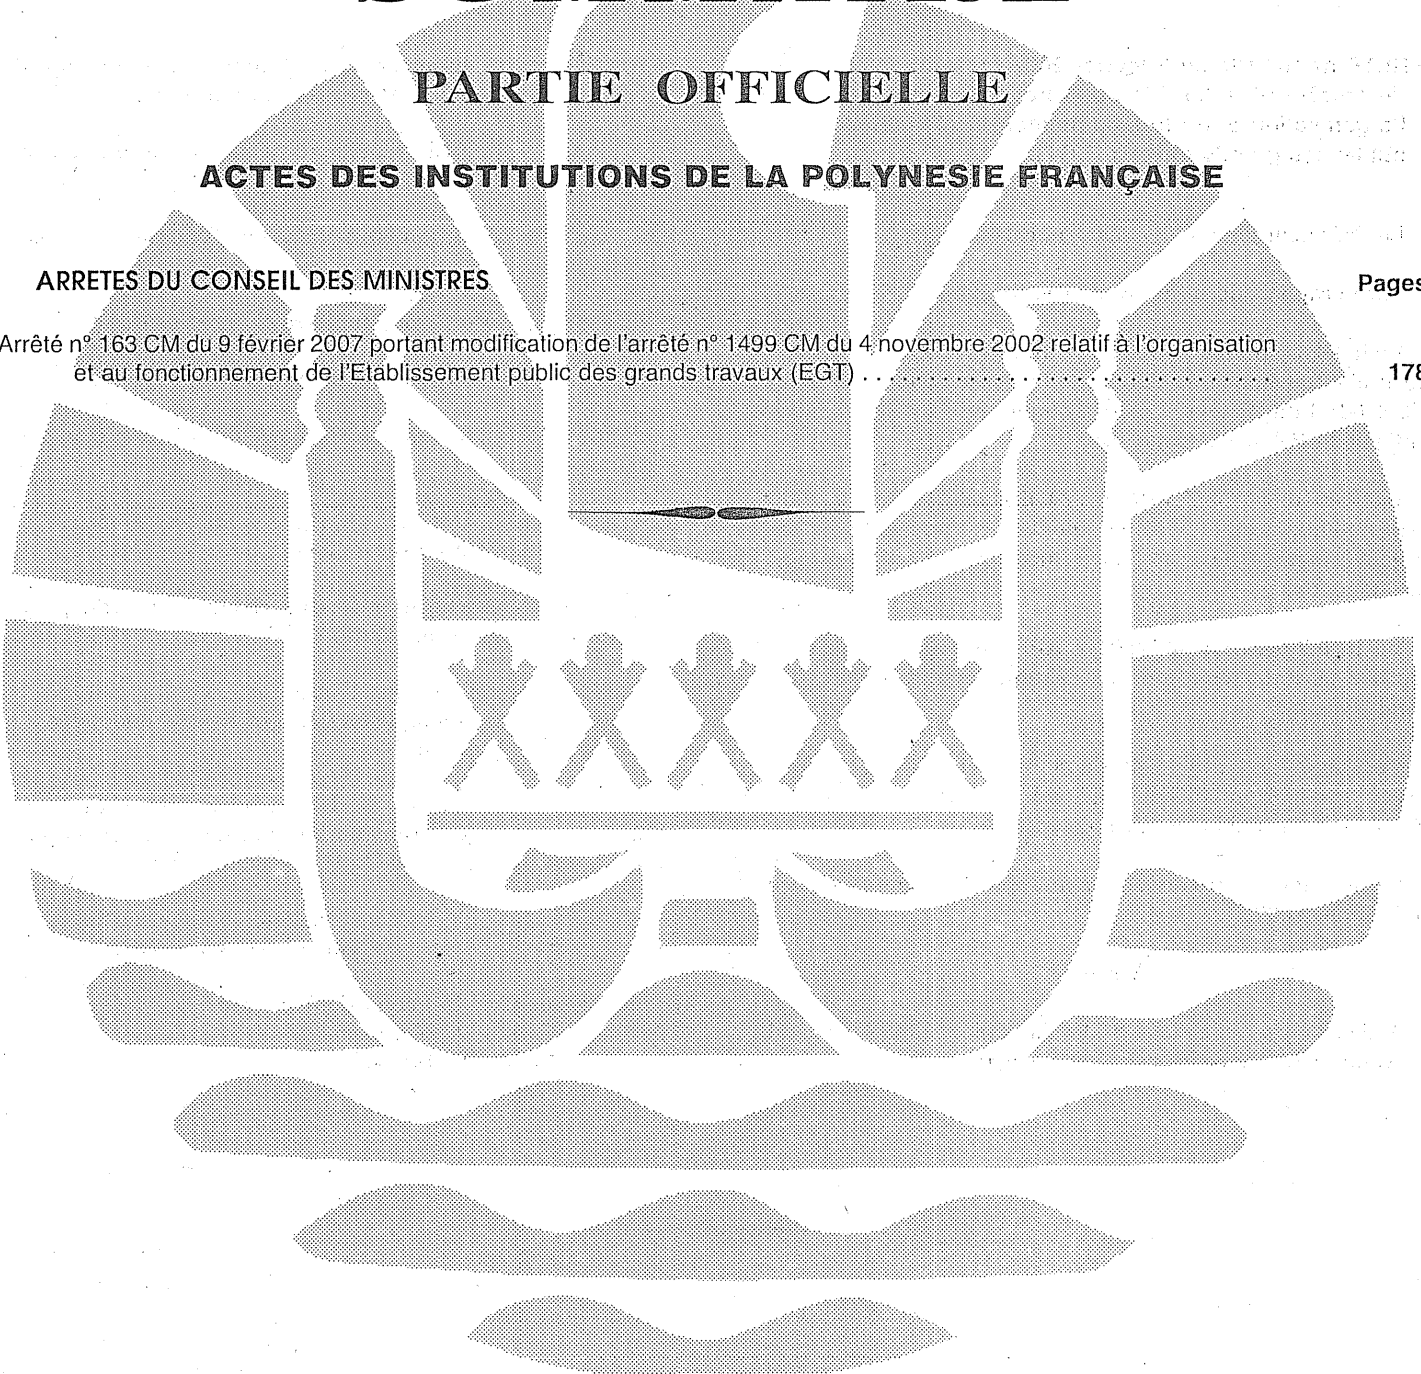 PARTIE OFFICIELLE
ACTES DES INSTITUTIONS DE LA POLYNESIE FRANÇAISE
ARRETES DU CONSEIL DES MINISTRES Pages
Arrêté n° 163 CM du 9 février 2007 portant modification de l'arrêté n° 1499 CM du 4 novembre 2002 relatif à l'organisation
et au fonctionnement de l'Etablissement public des grands travaux (EGT) . . . . . . . . . . . . . . . . . . . . . . . . . . . . . . . 178